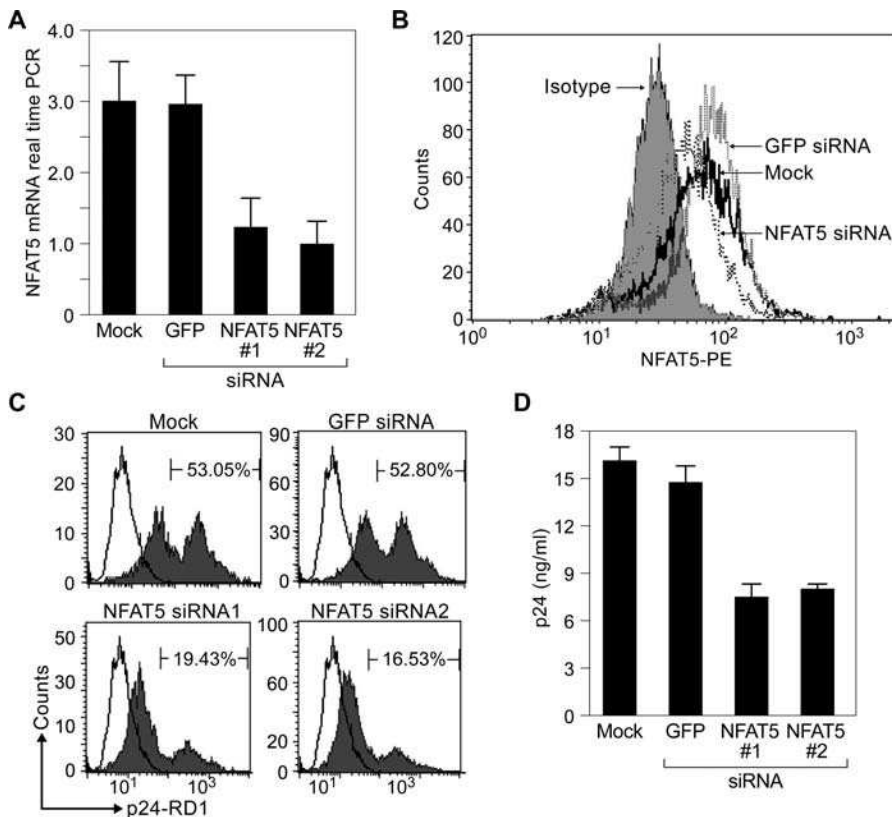 A
NFAT5 mRNA real time PCR
4.0
3.0
2.0
1.0
0
Mock
GFP
NFAT5 #1
NFAT5 #2
siRNA
B
Counts
120
100
80
60
40
20
0
Isotype
GFP siRNA
Mock
NFAT5 siRNA
10^0
10^1
10^2
10^3
NFAT5-PE
C
Mock
30
20
10
0
53.05%
GFP siRNA
90
60
30
0
52.80%
NFAT5 siRNA1
50
30
10
0
19.43%
NFAT5 siRNA2
100
70
40
20
0
16.53%
Counts
10^1
10^3
10^1
10^3
p24-RD1
D
p24 (ng/ml)
18
15
12
9
6
3
0
Mock
GFP
NFAT5 #1
NFAT5 #2
siRNA